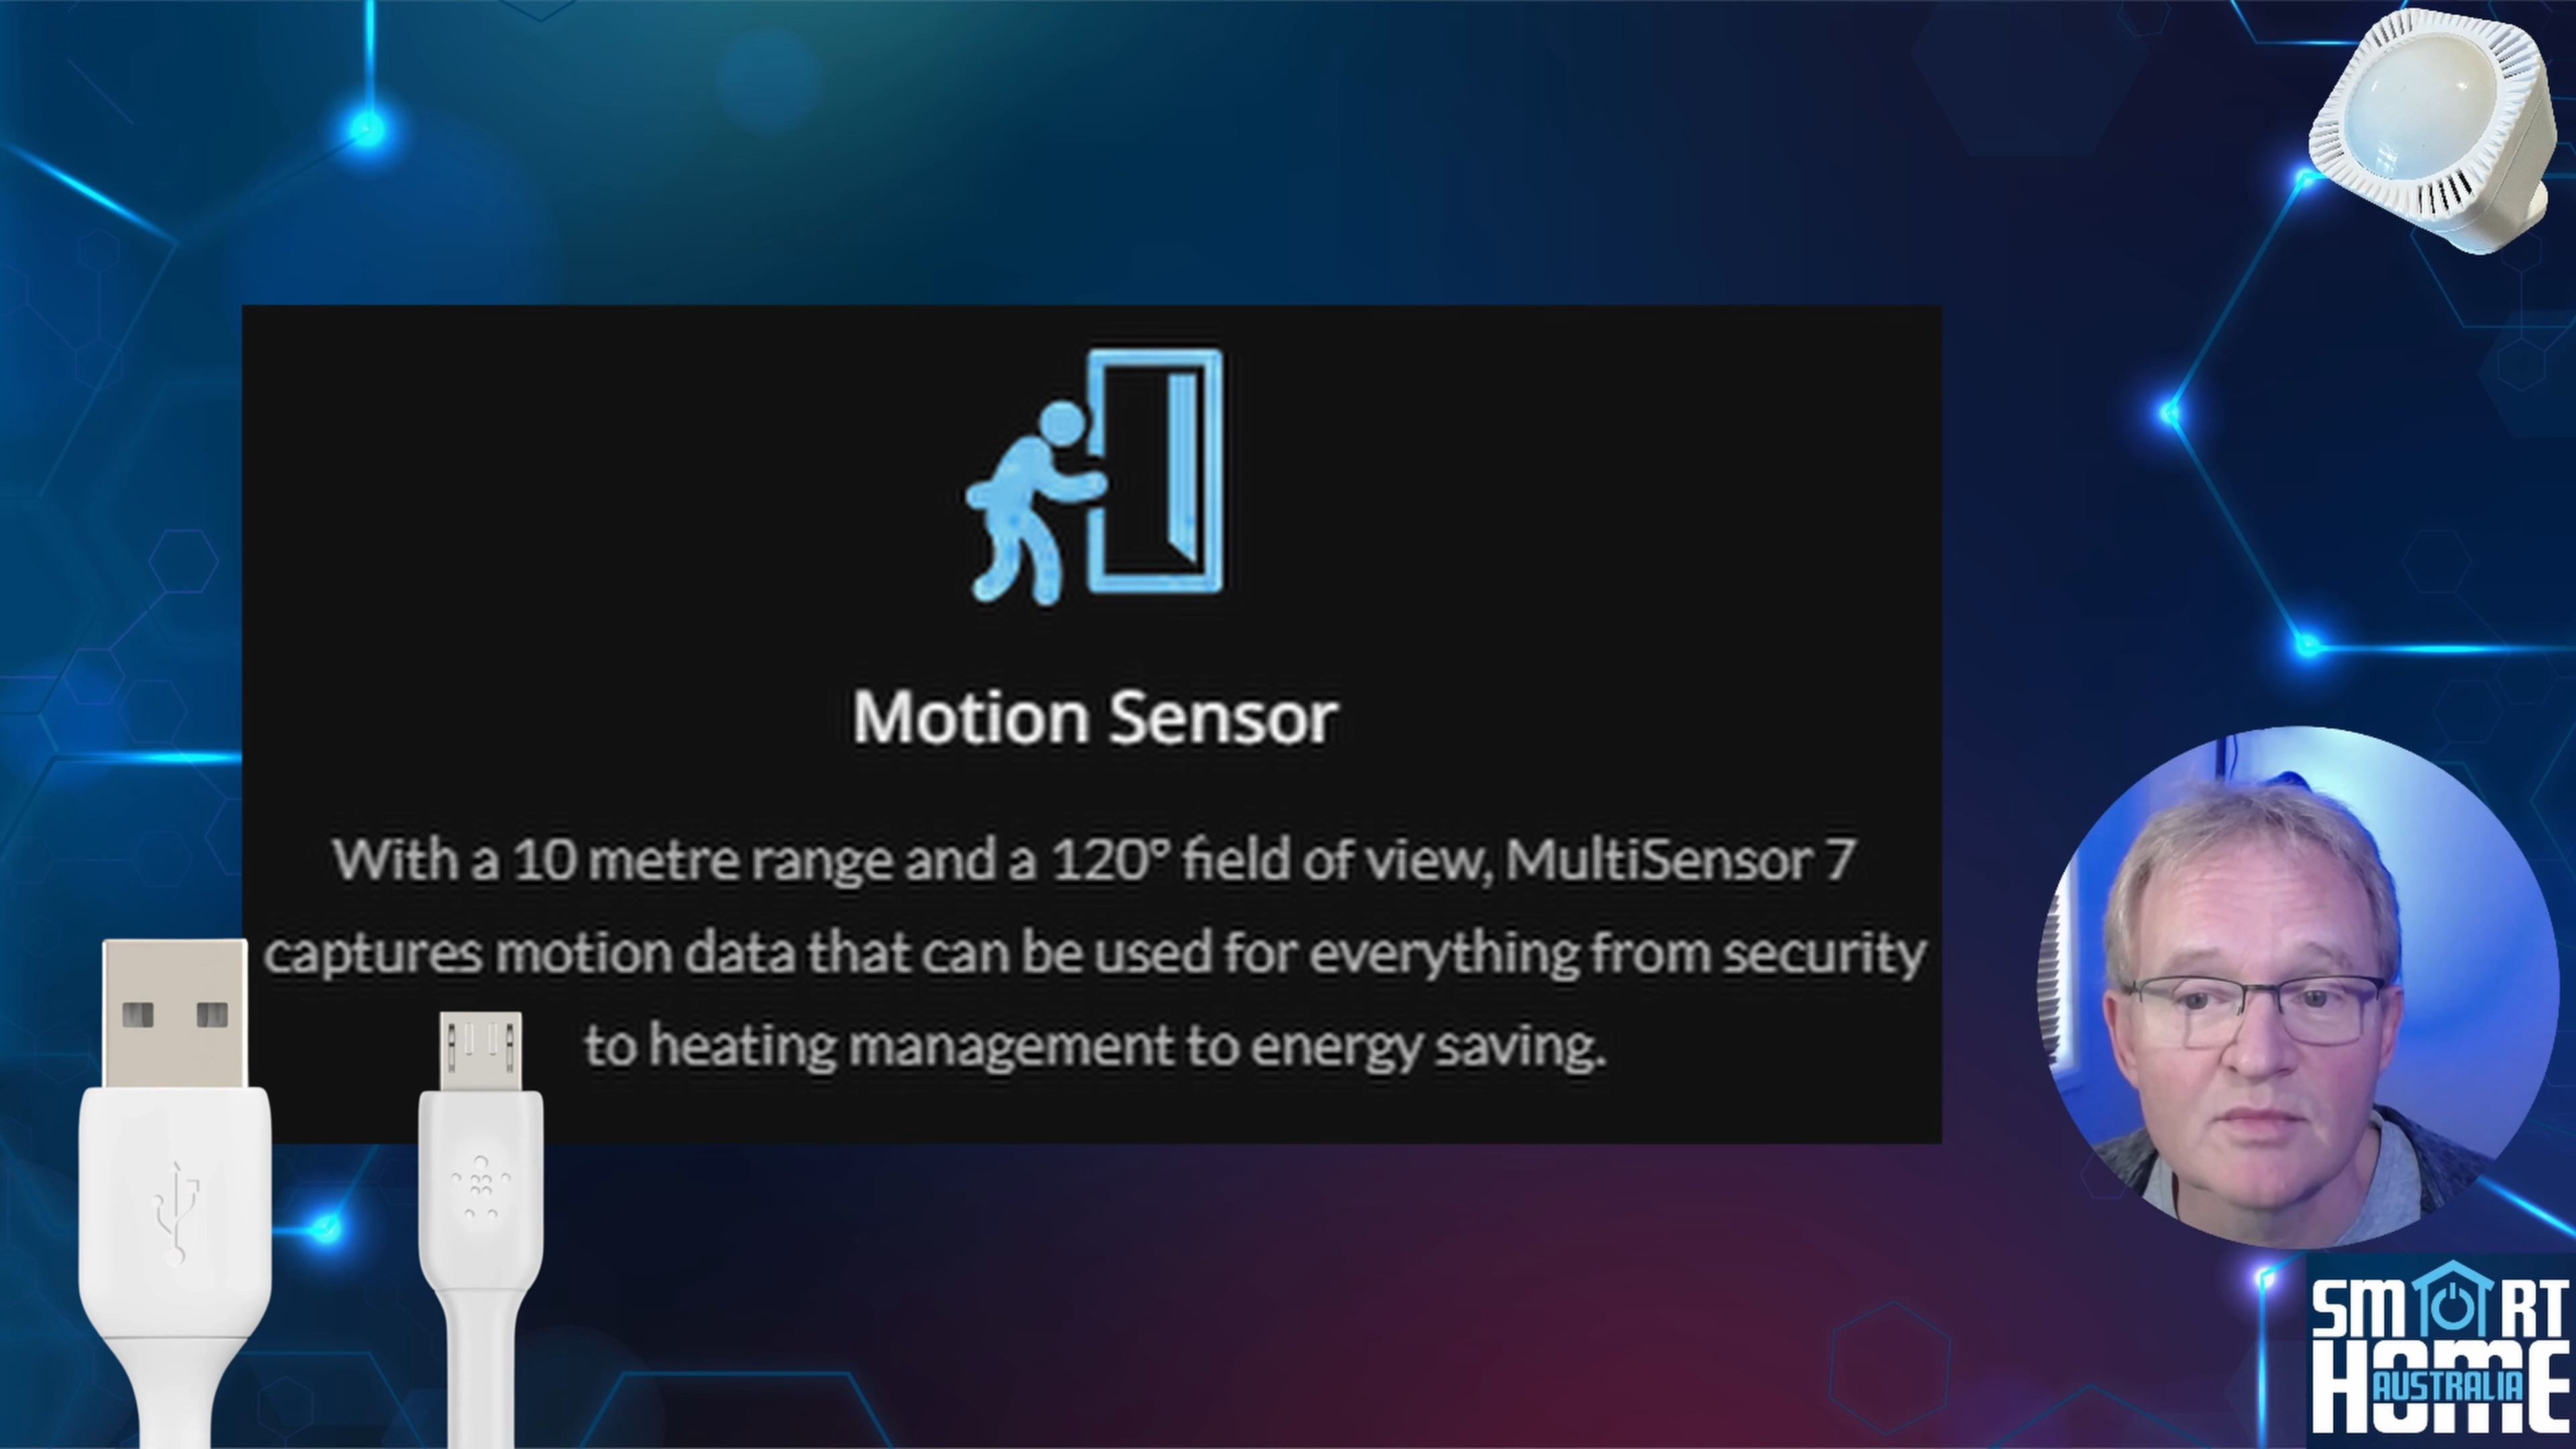 Motion Sensor
With a 10 metre range and a 120° field of view, MultiSensor 7
captures motion data that can be used for everything from security
to heating management to energy saving.
SMART
HOME
AUSTRALIA